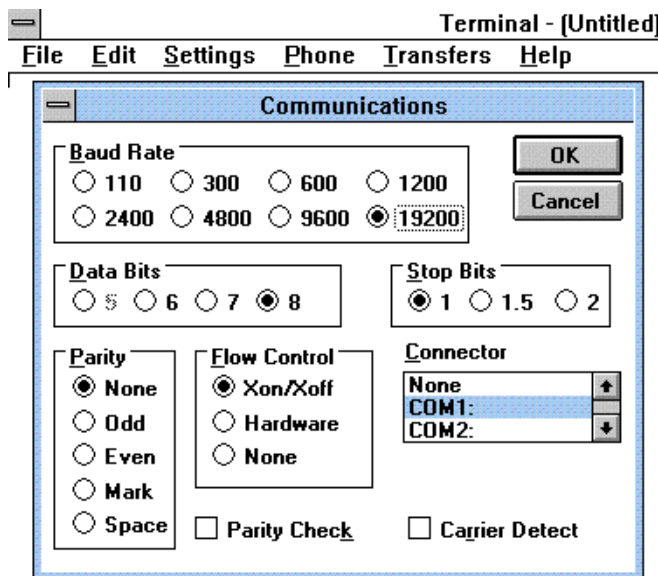 Terminal - (Untitled)
File Edit Settings Phone Transfers Help
Communications
Baud Rate
110 300 600 1200
2400 4800 9600 19200
OK
Cancel
Data Bits
5 6 7 8
Stop Bits
1 1.5 2
Parity
None
Odd
Even
Mark
Space
Flow Control
Xon/Xoff
Hardware
None
Connector
None
COM1:
COM2:
Parity Check
Carrier Detect